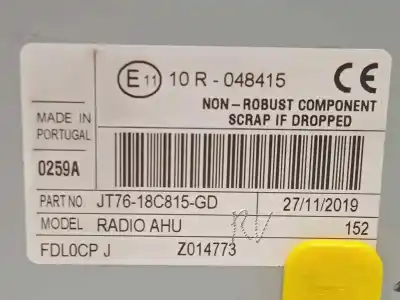 E 11 10 R - 048415 CE
MADE IN
PORTUGAL
NON-ROBUST COMPONENT
SCRAP IF DROPPED
0259A
PART NO JT76-18C815-GD 27/11/2019
MODEL RADIO AHU 152
FDL0CP J Z014773